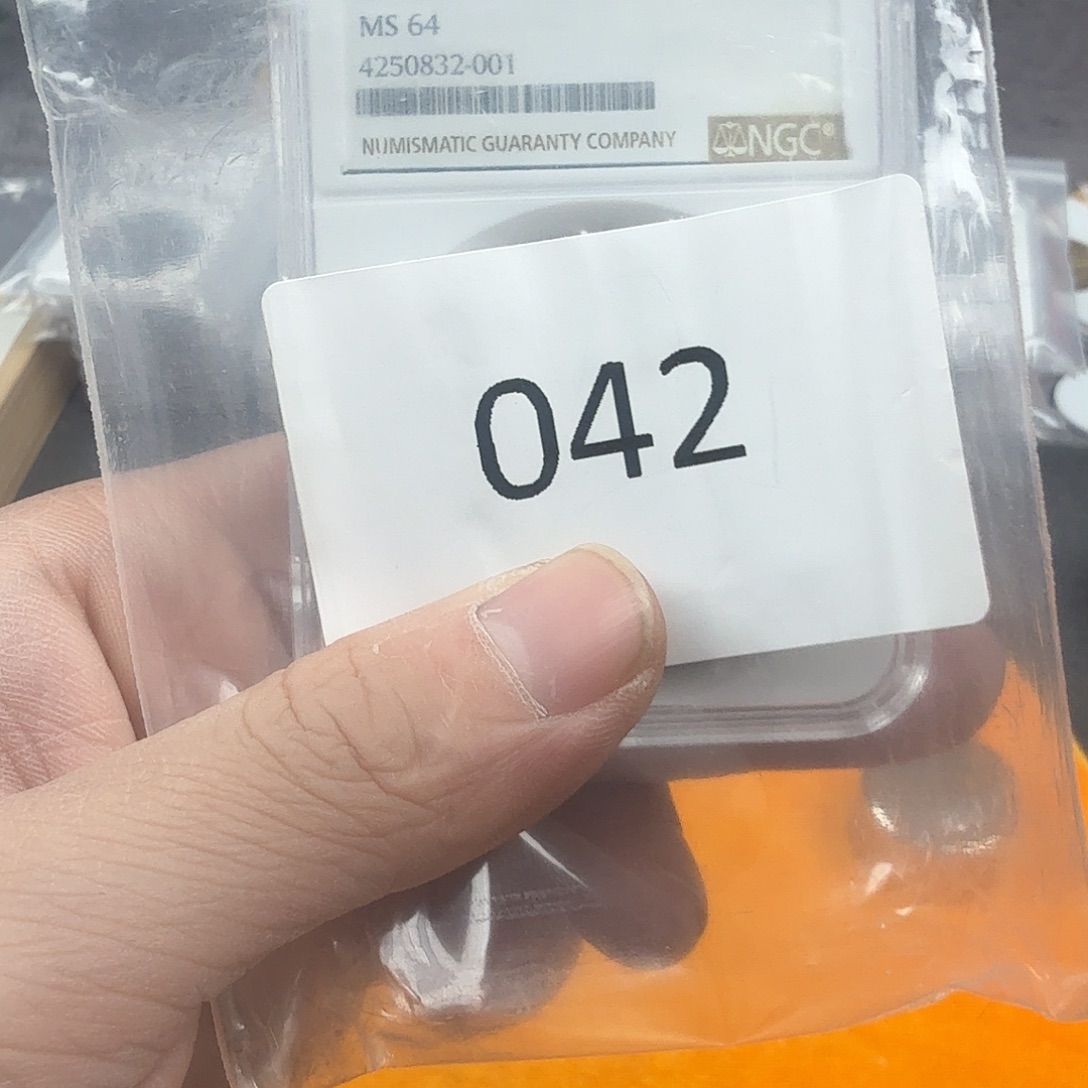 MS 64
4250832-001
NUMISMATIC GUARANTY COMPANY
NGC®
042